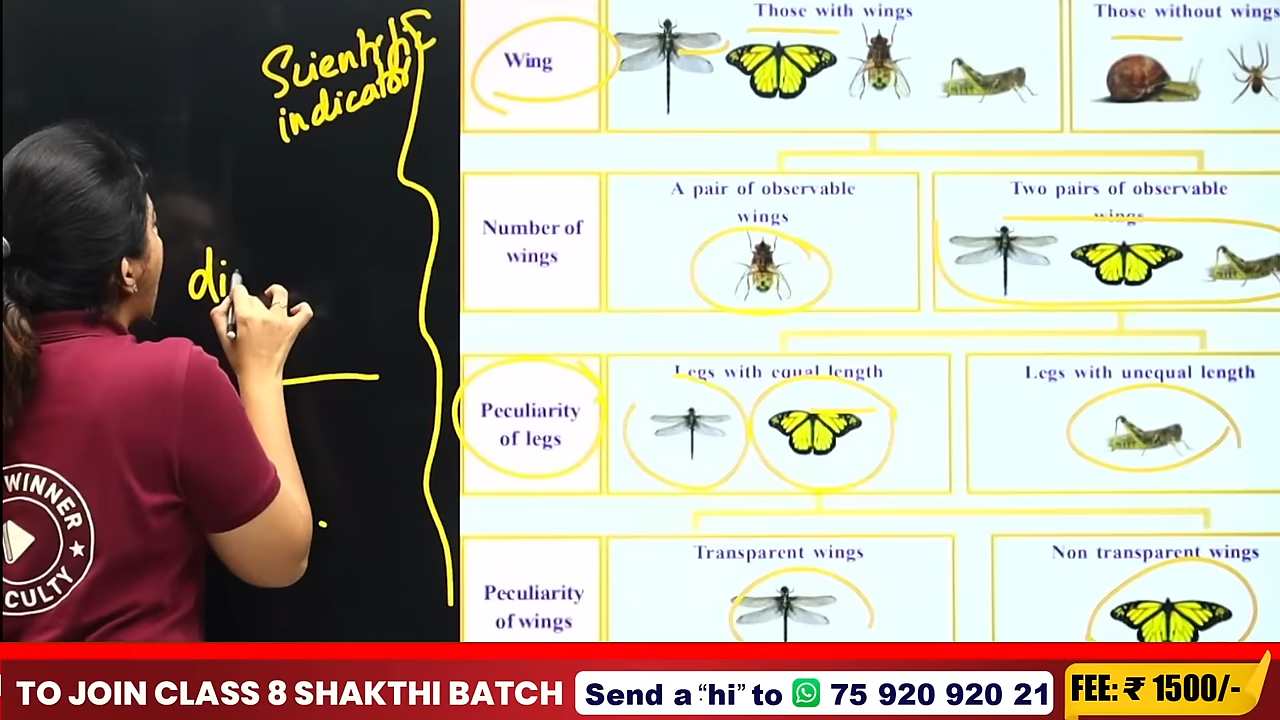 Scientific
indicator
di
Wing
Those with wings
Those without wings
Number of
wings
A pair of observable
wings
Two pairs of observable
wings
Peculiarity
of legs
Legs with equal length
Legs with unequal length
Peculiarity
of wings
Transparent wings
Non transparent wings
WINNER
CULTY
TO JOIN CLASS 8 SHAKTHI BATCH
Send a “hi” to 75 920 920 21
FEE: ₹ 1500/-